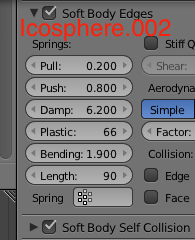 Soft Body Edges
Icosphere.002
Springs: Stiff Q
Pull: 0.200 Shear:
Push: 0.800 Aerodyna
Damp: 6.200 Simple
Plastic: 66 Factor:
Bending: 1.900 Collision:
Length: 90 Edge
Spring Face
Soft Body Self Collision